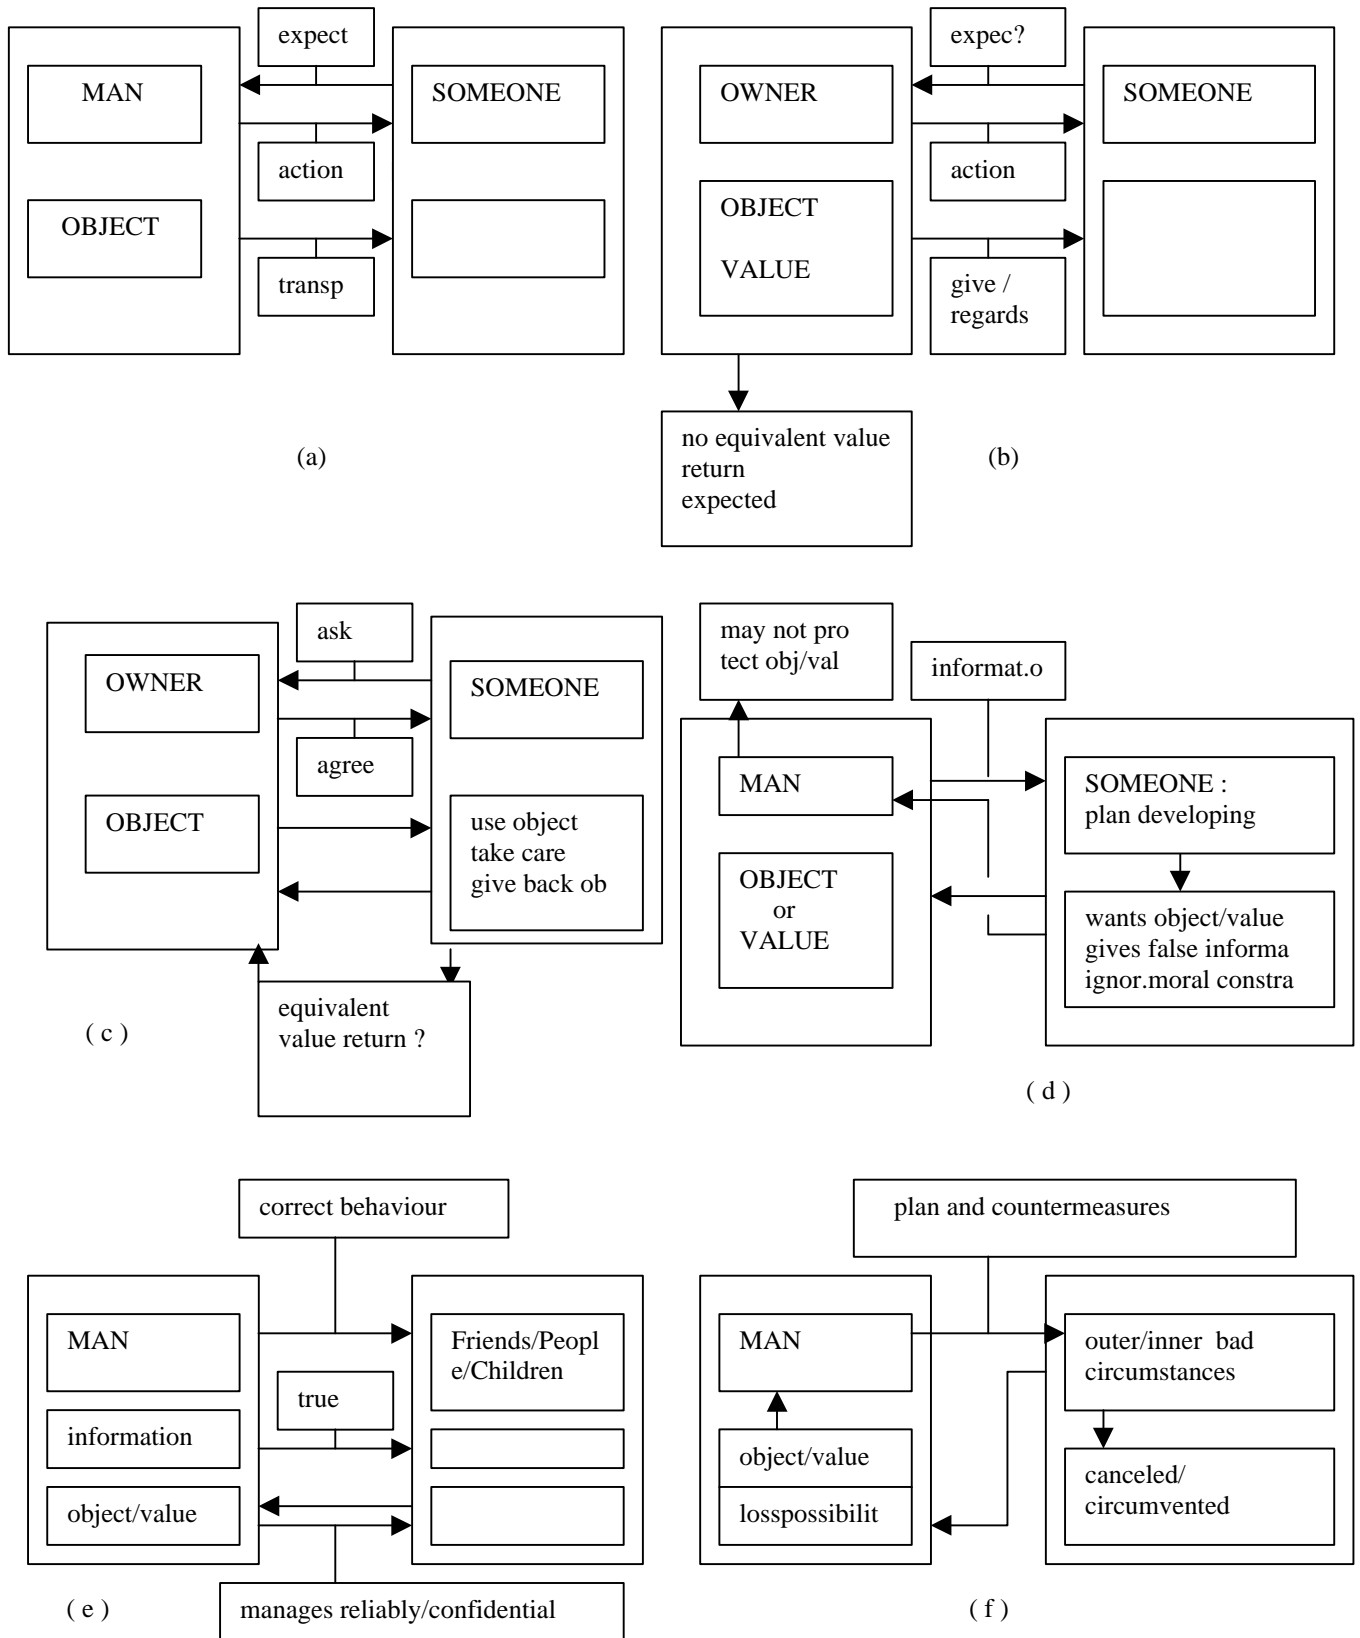 expect
MAN
SOMEONE
action
OBJECT
transp
(a)
expec?
OWNER
SOMEONE
action
OBJECT
VALUE
give /
regards
no equivalent value
return
expected
(b)
ask
OWNER
SOMEONE
agree
OBJECT
use object
take care
give back ob
equivalent
value return ?
( c )
may not pro
tect obj/val
informat.o
MAN
SOMEONE :
plan developing
OBJECT
or
VALUE
wants object/value
gives false informa
ignor.moral constra
( d )
correct behaviour
MAN
Friends/Peopl
e/Children
true
information
object/value
manages reliably/confidential
( e )
plan and countermeasures
MAN
outer/inner bad
circumstances
object/value
losspossibilit
canceled/
circumvented
( f )